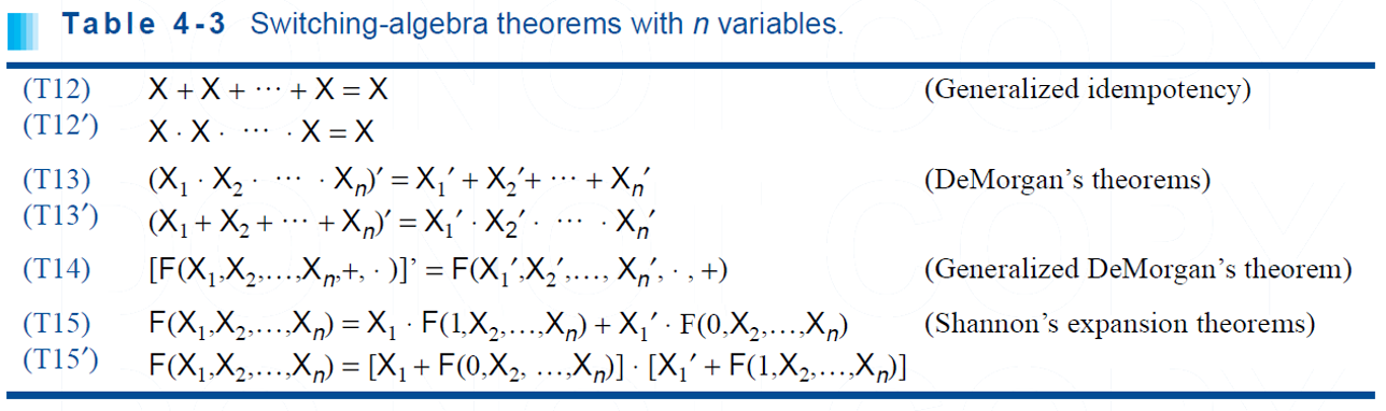 Table 4-3 Switching-algebra theorems with n variables.
(T12) X + X + ⋯ + X = X (Generalized idempotency)
(T12′) X · X · ⋯ · X = X
(T13) (X₁ · X₂ · ⋯ · Xₙ)′ = X₁′ + X₂′ + ⋯ + Xₙ′ (DeMorgan's theorems)
(T13′) (X₁ + X₂ + ⋯ + Xₙ)′ = X₁′ · X₂′ · ⋯ · Xₙ′
(T14) [F(X₁,X₂,…,Xₙ,+, · )]’ = F(X₁′,X₂′,…, Xₙ′, · , +) (Generalized DeMorgan's theorem)
(T15) F(X₁,X₂,…,Xₙ) = X₁ · F(1,X₂,…,Xₙ) + X₁′ · F(0,X₂,…,Xₙ) (Shannon's expansion theorems)
(T15′) F(X₁,X₂,…,Xₙ) = [X₁ + F(0,X₂, …,Xₙ)] · [X₁′ + F(1,X₂,…,Xₙ)]